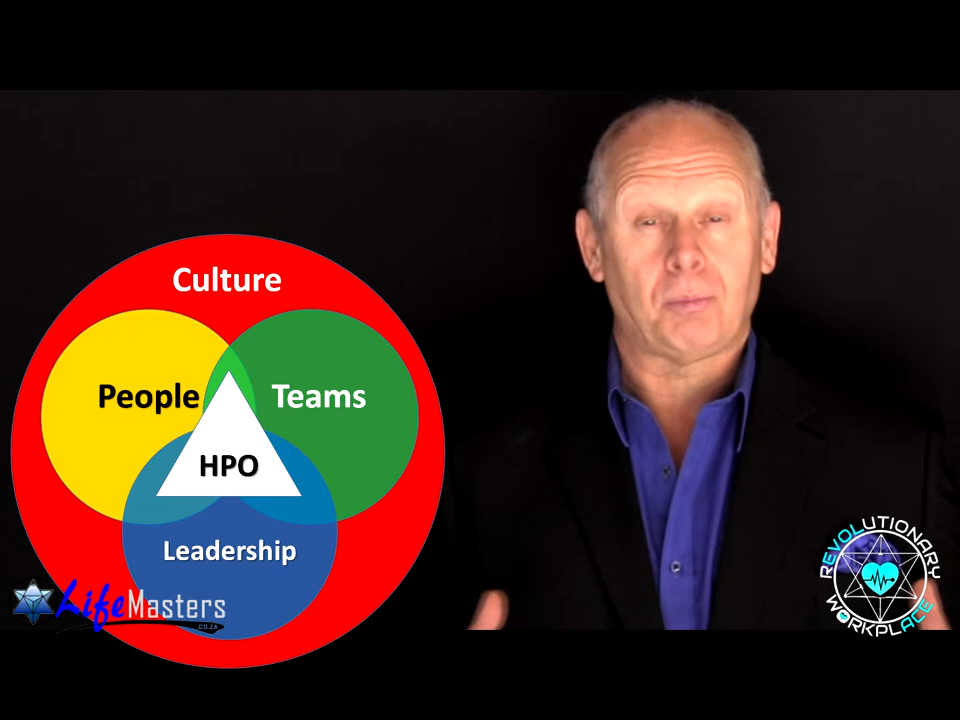 Culture
People
Teams
HPO
Leadership
LifeMasters
CO.ZA
REVOLUTIONARY
WORKPLACE